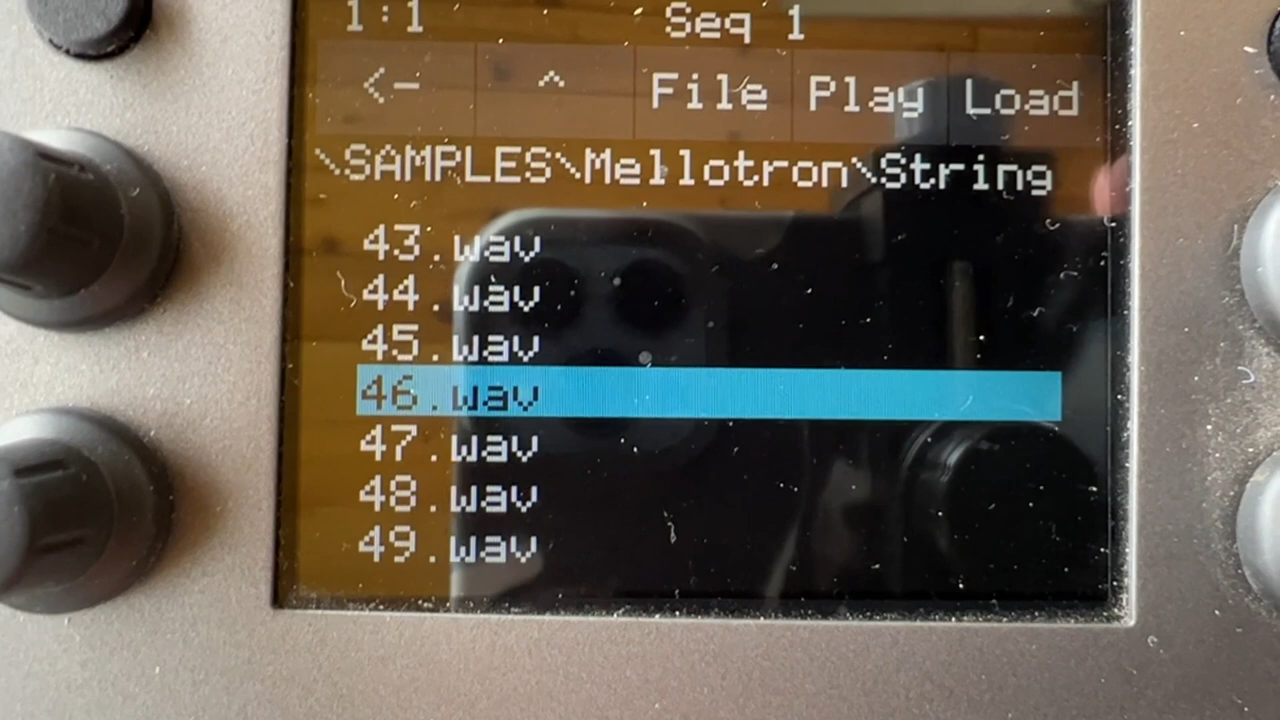 1:1 Seq 1
<- ^ File Play Load
\SAMPLES\Mellotron\String
43.wav
44.wav
45.wav
46.wav
47.wav
48.wav
49.wav